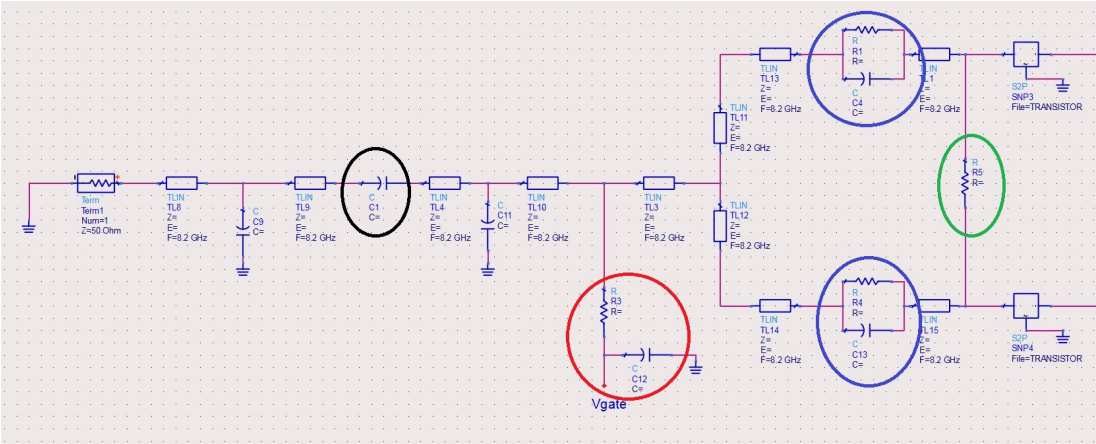 Term
Term1
Num=1
Z=50 Ohm
TLIN
TL8
Z=
E=
F=8.2 GHz
C
C9
C=
TLIN
TL9
Z=
E=
F=8.2 GHz
C
C1
C=
TLIN
TL4
Z=
E=
F=8.2 GHz
C
C11
C=
TLIN
TL10
Z=
E=
F=8.2 GHz
R
R3
R=
C
C12
C=
Vgate
TLIN
TL3
Z=
E=
F=8.2 GHz
TLIN
TL11
Z=
E=
F=8.2 GHz
TLIN
TL12
Z=
E=
F=8.2 GHz
TLIN
TL13
Z=
E=
F=8.2 GHz
R
R1
R=
C
C4
C=
TLIN
TL1
Z=
E=
F=8.2 GHz
S2P
SNP3
File=TRANSISTOR
R
R5
R=
TLIN
TL14
Z=
E=
F=8.2 GHz
R
R4
R=
C
C13
C=
TLIN
TL15
Z=
E=
F=8.2 GHz
S2P
SNP4
File=TRANSISTOR